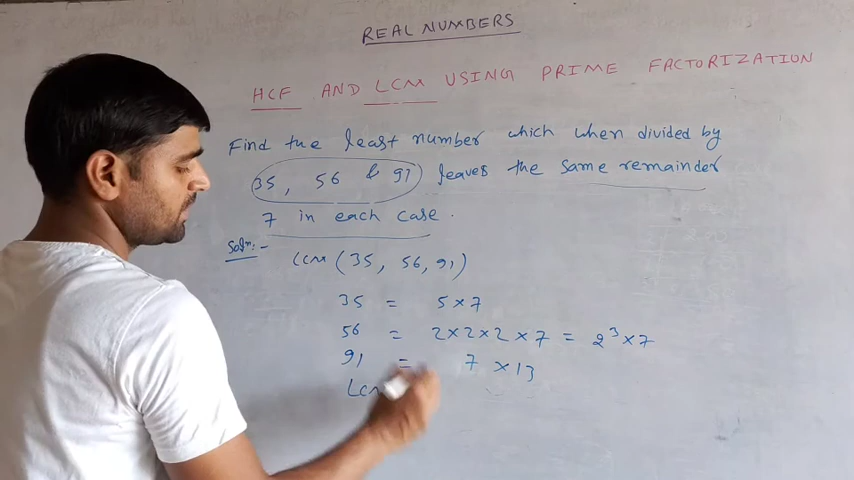 REAL NUMBERS
HCF AND LCM USING PRIME FACTORIZATION
Find the least number which when divided by
35, 56 & 91 leaves the same remainder
7 in each case.
Solⁿ:-
LCM (35, 56, 91)
35 = 5×7
56 = 2×2×2×7 = 2³×7
91 = 7 ×13
LCM